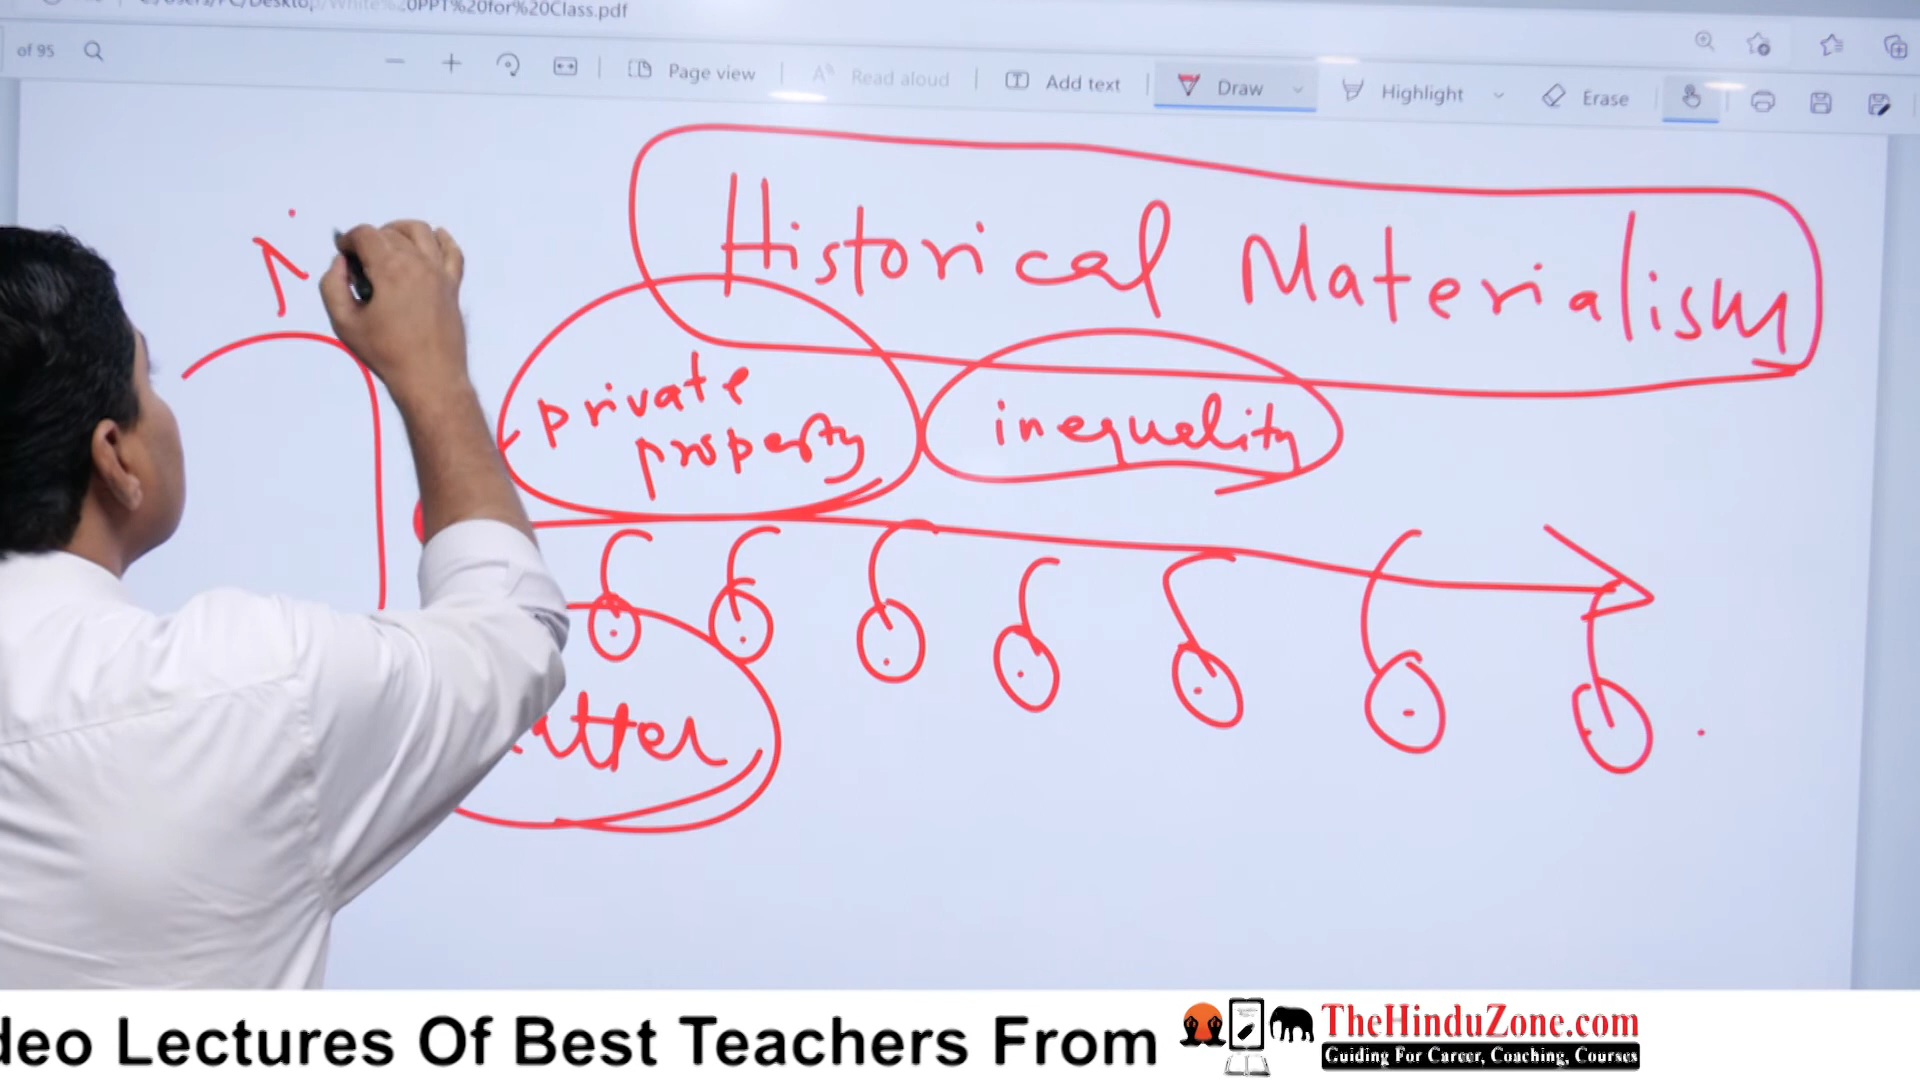 0PPT%20for%20Class.pdf
of 95
Page view
Read aloud
Add text
Draw
Highlight
Erase
Historical Materialism
private
property
inequality
deo Lectures Of Best Teachers From
TheHinduZone.com
Guiding For Career, Coaching, Courses